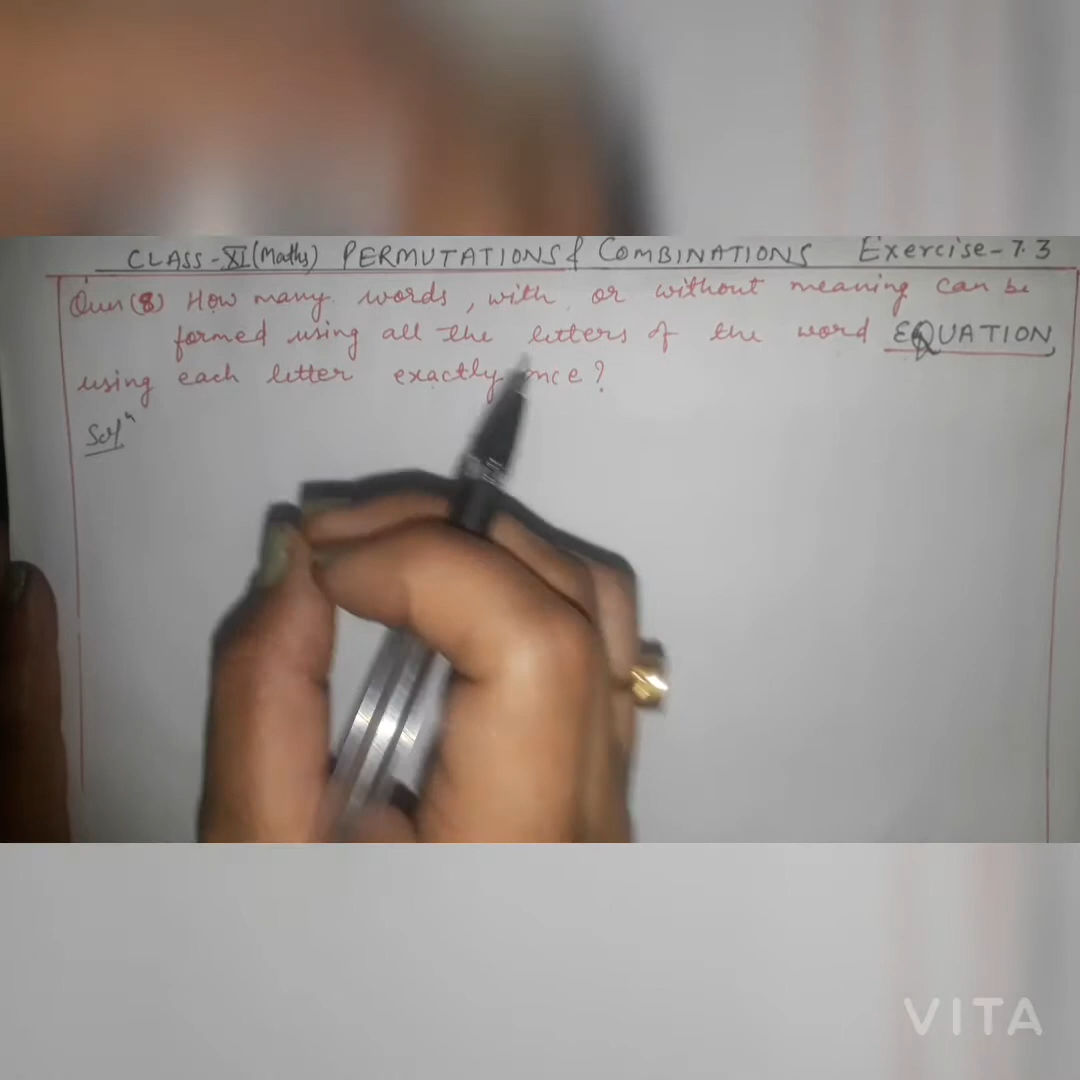 CLASS-XI (Maths) PERMUTATIONS & COMBINATIONS Exercise-7.3
Quen (8) How many words, with or without meaning can be
formed using all the letters of the word EQUATION,
using each letter exactly once?
Solⁿ
VITA